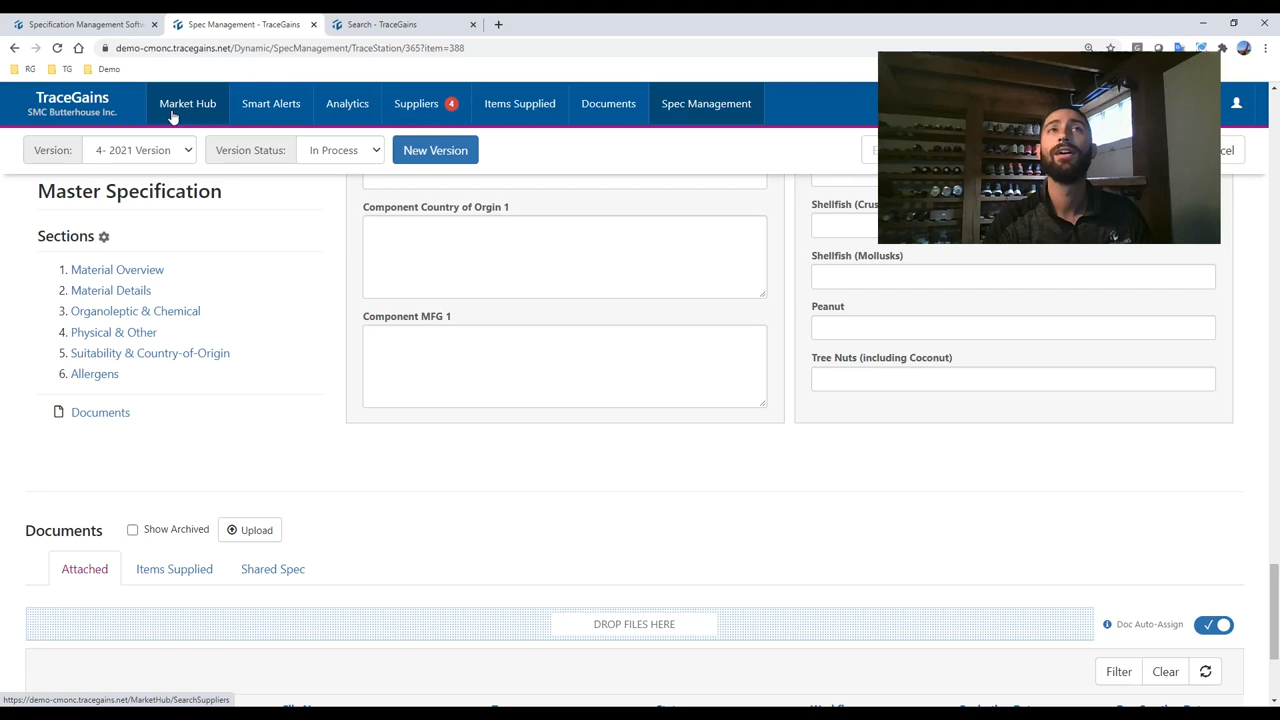 Specification Management Softw
Spec Management - TraceGains
Search - TraceGains
demo-cmonc.tracegains.net/Dynamic/SpecManagement/TraceStation/365?item=388
RG
TG
Demo
TraceGains
SMC Butterhouse Inc.
Market Hub
Smart Alerts
Analytics
Suppliers 4
Items Supplied
Documents
Spec Management
Version:
4- 2021 Version
Version Status:
In Process
New Version
Master Specification
Sections
1. Material Overview
2. Material Details
3. Organoleptic & Chemical
4. Physical & Other
5. Suitability & Country-of-Origin
6. Allergens
Documents
Component Country of Orgin 1
Component MFG 1
Shellfish (Crus
Shellfish (Mollusks)
Peanut
Tree Nuts (including Coconut)
Documents
Show Archived
Upload
Attached
Items Supplied
Shared Spec
DROP FILES HERE
Doc Auto-Assign
Filter
Clear
https://demo-cmonc.tracegains.net/MarketHub/SearchSuppliers